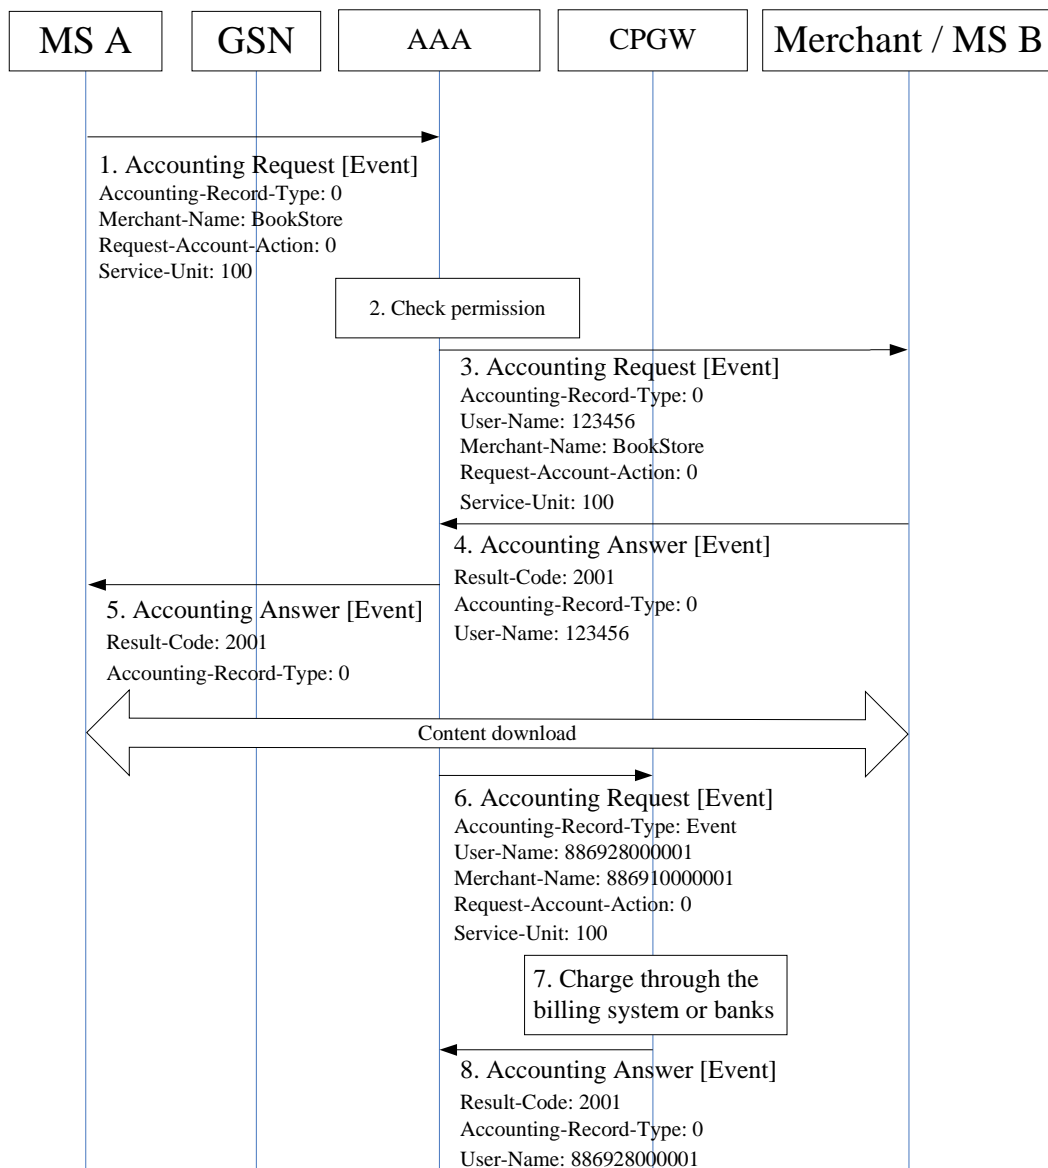 MS A
GSN
AAA
CPGW
Merchant / MS B
1. Accounting Request [Event]
Accounting-Record-Type: 0
Merchant-Name: BookStore
Request-Account-Action: 0
Service-Unit: 100
2. Check permission
3. Accounting Request [Event]
Accounting-Record-Type: 0
User-Name: 123456
Merchant-Name: BookStore
Request-Account-Action: 0
Service-Unit: 100
4. Accounting Answer [Event]
Result-Code: 2001
Accounting-Record-Type: 0
User-Name: 123456
5. Accounting Answer [Event]
Result-Code: 2001
Accounting-Record-Type: 0
Content download
6. Accounting Request [Event]
Accounting-Record-Type: Event
User-Name: 886928000001
Merchant-Name: 886910000001
Request-Account-Action: 0
Service-Unit: 100
7. Charge through the
billing system or banks
8. Accounting Answer [Event]
Result-Code: 2001
Accounting-Record-Type: 0
User-Name: 886928000001